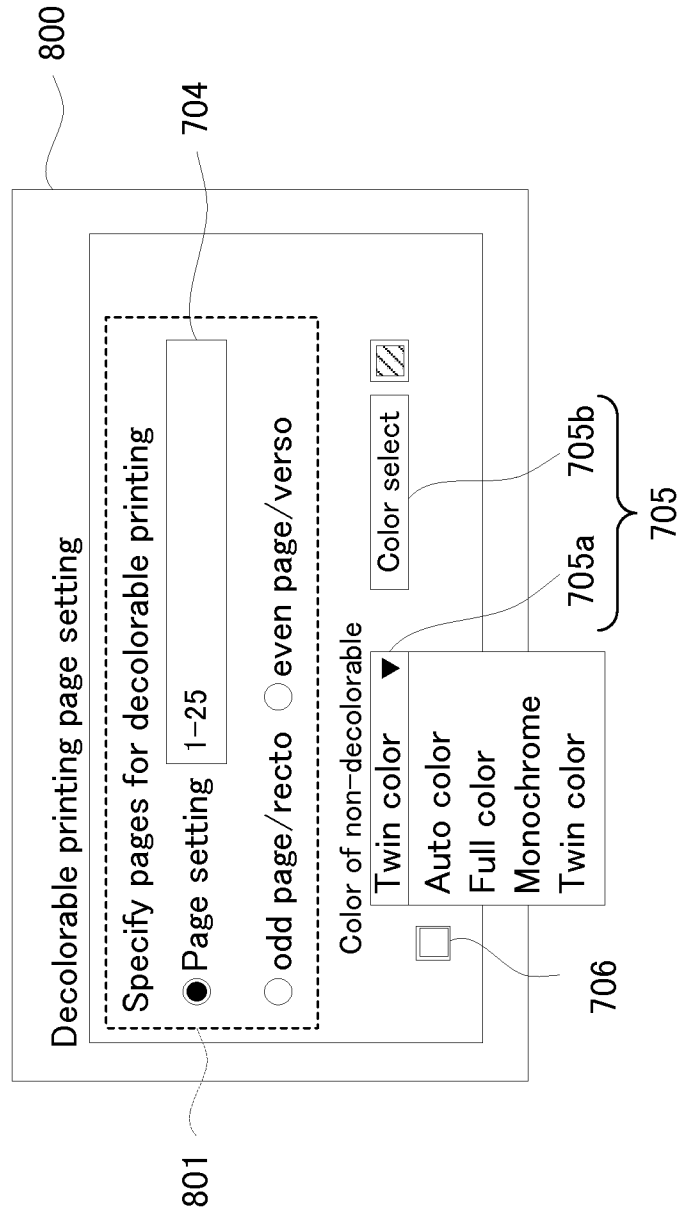 800
Decolorable printing page setting
801
Specify pages for decolorable printing
Page setting 1-25
704
odd page/recto even page/verso
Color of non-decolorable
Twin color ▼ Color select
Auto color
Full color
Monochrome
Twin color
706
705a 705b
705